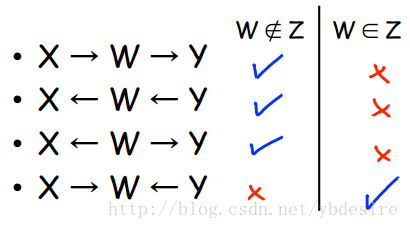 W ∉ Z W ∈ Z
• X → W → Y ✓ ✗
• X ← W ← Y ✓ ✗
• X ← W → Y ✓ ✗
• X → W ← Y ✗ ✓
http://blog.csdn.net/ybdesire